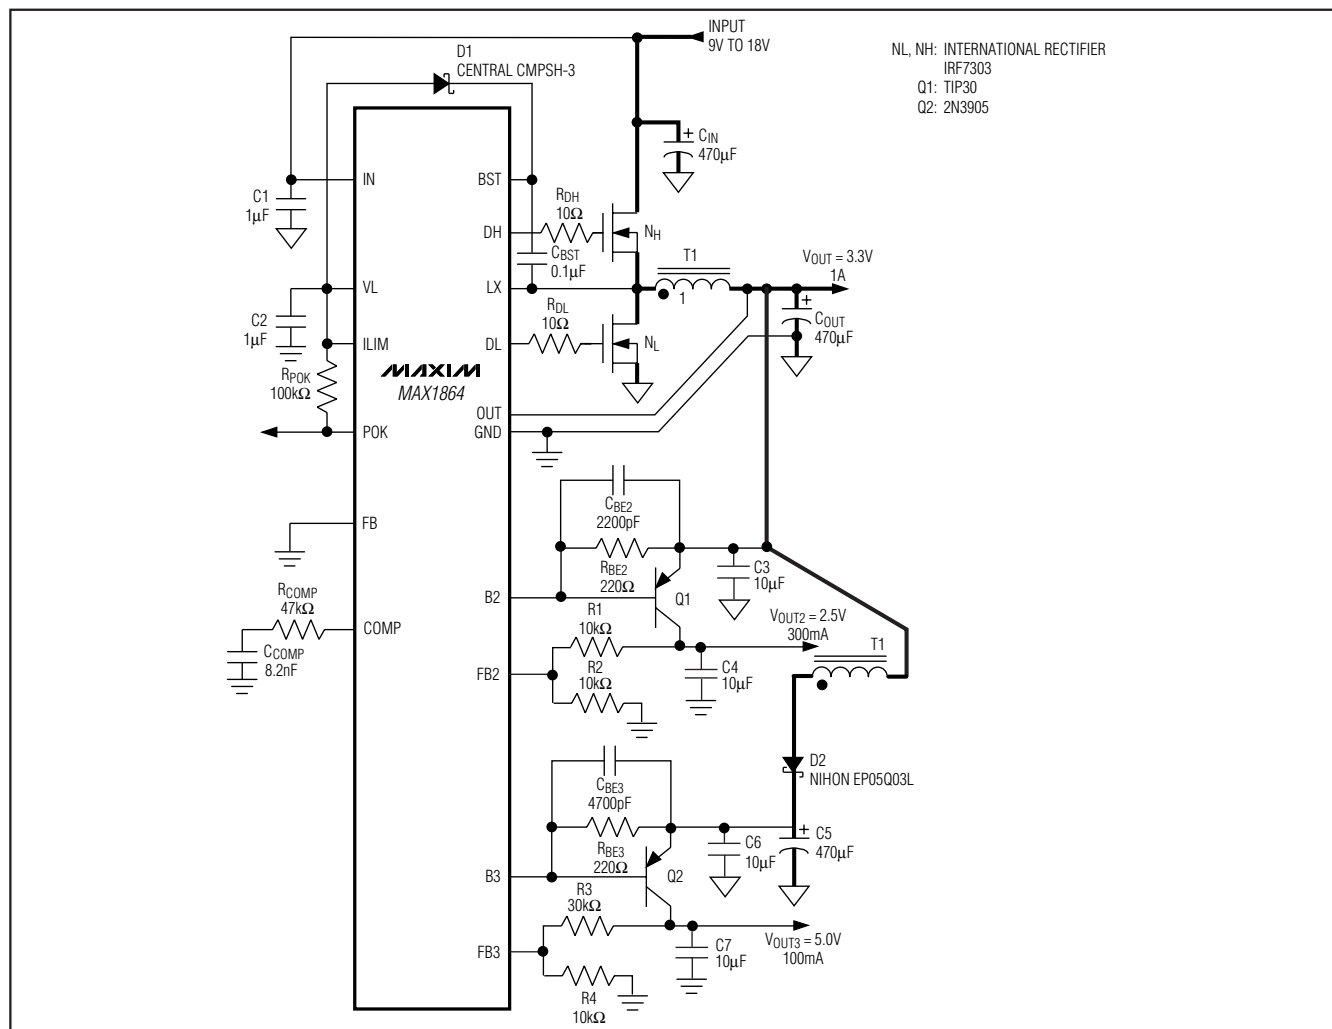 INPUT
9V TO 18V
NL, NH: INTERNATIONAL RECTIFIER
IRF7303
Q1: TIP30
Q2: 2N3905
D1
CENTRAL CMPSH-3
+ CIN
470µF
IN
BST
C1
1µF
RDH
10Ω
DH
NH
CBST
0.1µF
T1
VOUT = 3.3V
1A
VL
LX
1
+
COUT
470µF
C2
1µF
RDL
10Ω
ILIM
DL
NL
MAXIM
MAX1864
RPOK
100kΩ
OUT
POK
GND
CBE2
2200pF
FB
RBE2
220Ω
C3
10µF
RCOMP
47kΩ
B2
Q1
COMP
R1
10kΩ
VOUT2 = 2.5V
300mA
T1
CCOMP
8.2nF
R2
10kΩ
FB2
C4
10µF
D2
NIHON EP05Q03L
CBE3
4700pF
+
C5
470µF
RBE3
220Ω
C6
10µF
B3
Q2
R3
30kΩ
VOUT3 = 5.0V
100mA
FB3
C7
10µF
R4
10kΩ